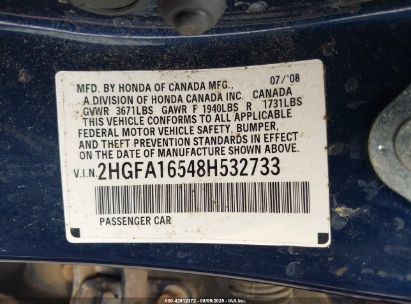 MFD. BY HONDA OF CANADA MFG., 07/'08
A DIVISION OF HONDA CANADA INC. CANADA
GVWR 3671LBS GAWR F 1940LBS R 1731LBS
THIS VEHICLE CONFORMS TO ALL APPLICABLE
FEDERAL MOTOR VEHICLE SAFETY, BUMPER,
AND THEFT PREVENTION STANDARDS IN EFFECT
ON THE DATE OF MANUFACTURE SHOWN ABOVE.
V.I.N. 2HGFA16548H532733
PASSENGER CAR